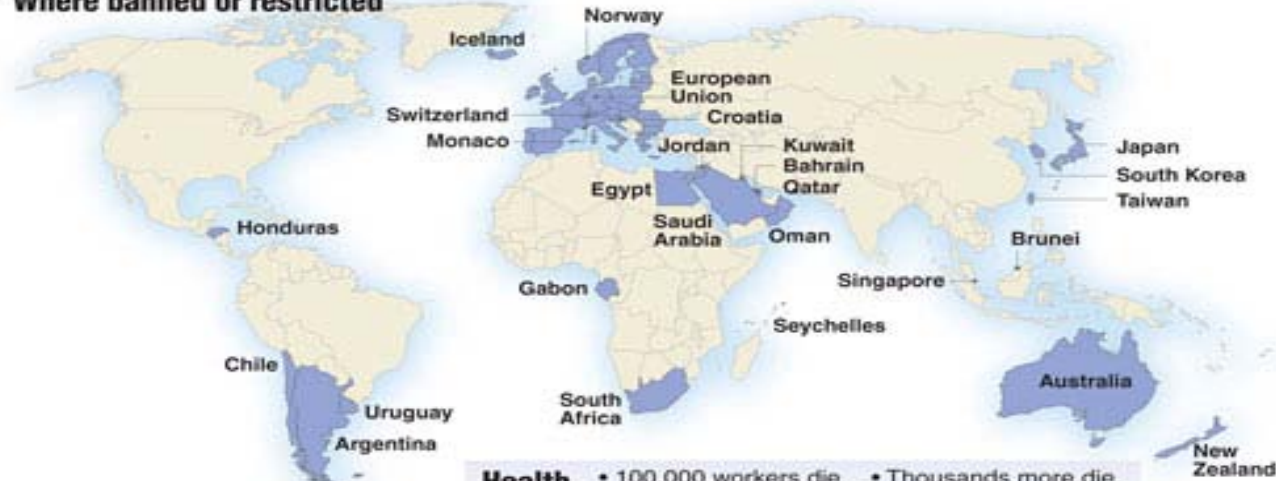 Where banned or restricted
Norway
Iceland
European
Union
Switzerland
Croatia
Monaco
Jordan
Kuwait
Bahrain
Qatar
Egypt
Saudi
Arabia
Oman
Japan
South Korea
Taiwan
Honduras
Brunei
Singapore
Gabon
Seychelles
Chile
Uruguay
Argentina
South
Africa
Australia
New
Zealand
Health • 100,000 workers die • Thousands more die